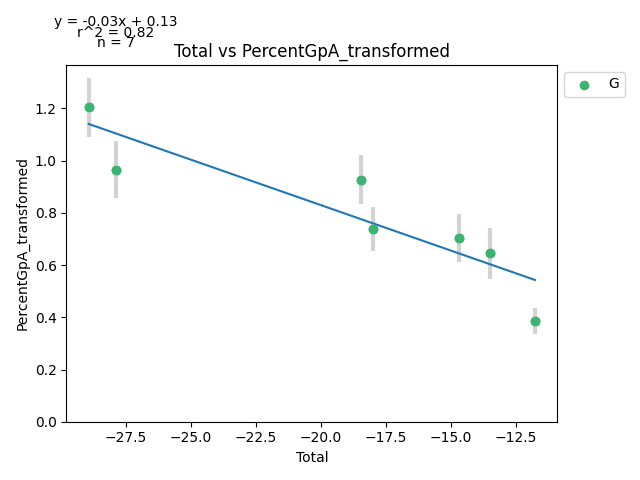 y = -0.03x + 0.13
r^2 = 0.82
n = 7
Total vs PercentGpA_transformed
G
PercentGpA_transformed
1.2
1.0
0.8
0.6
0.4
0.2
0.0
−27.5 −25.0 −22.5 −20.0 −17.5 −15.0 −12.5
Total